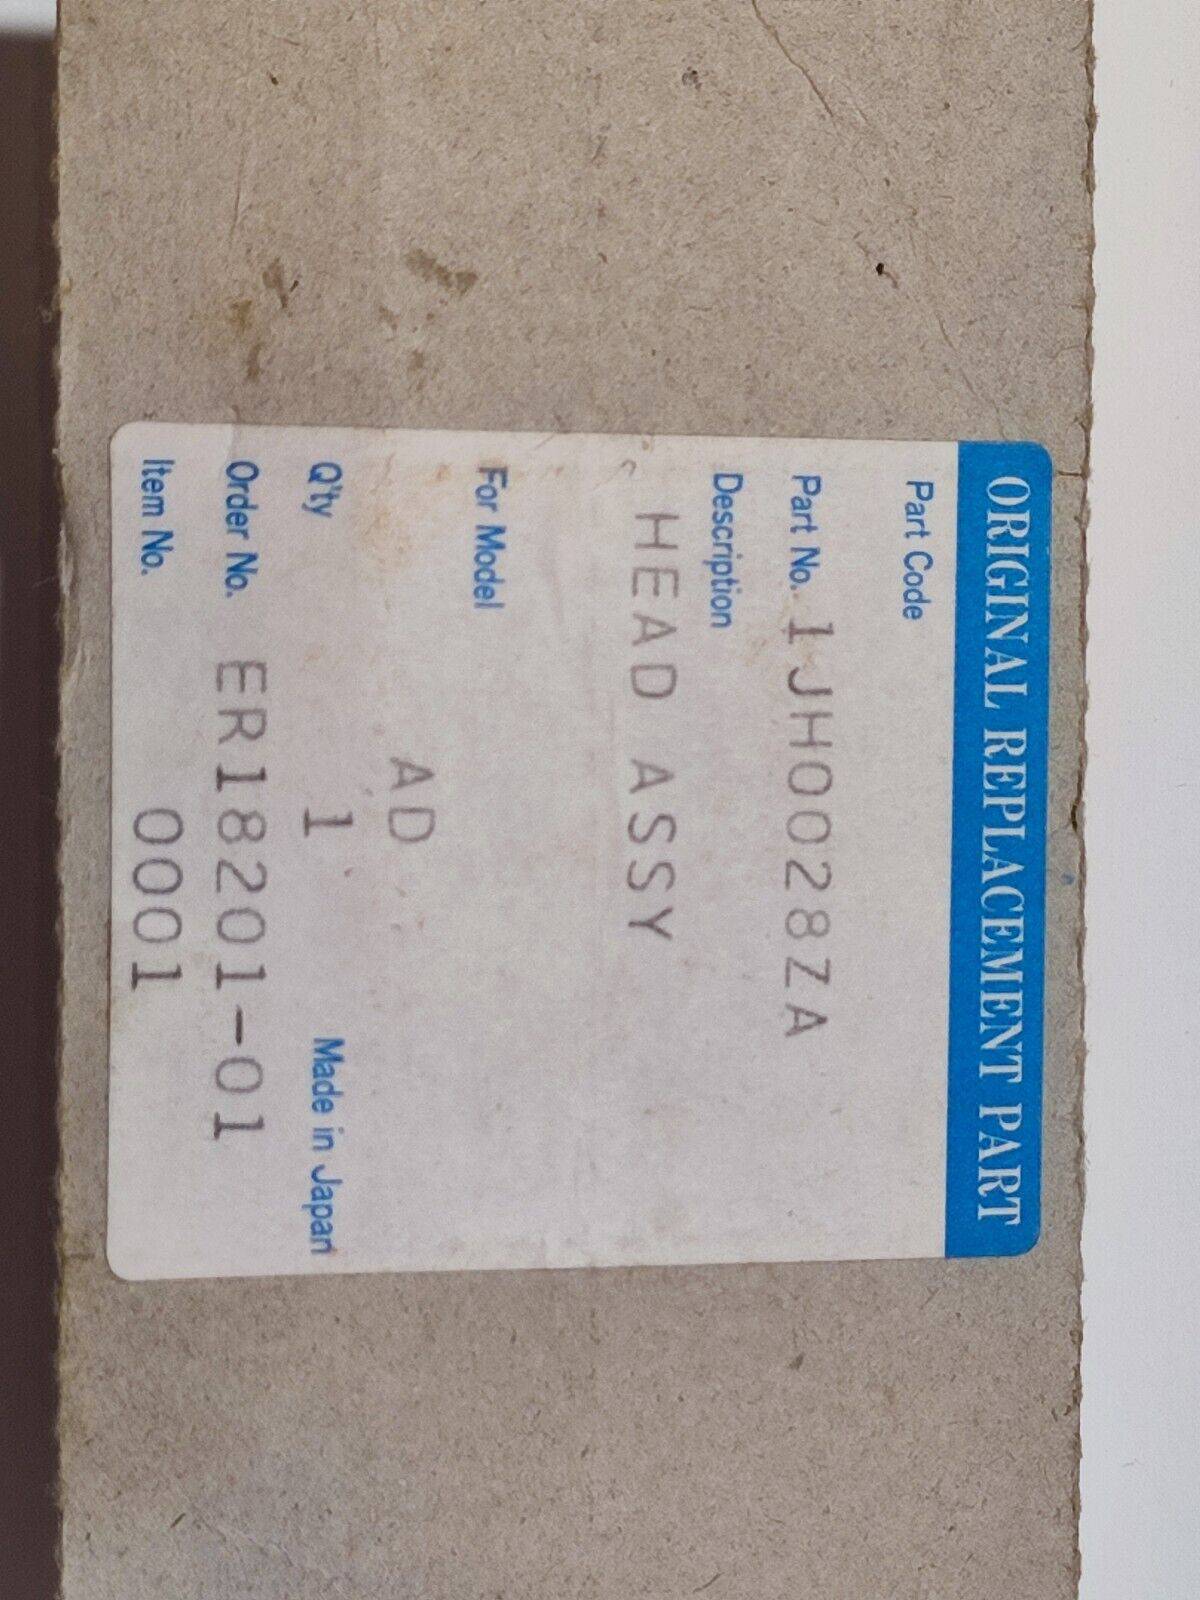 ORIGINAL REPLACEMENT PART
Part Code
Part No. 1JH0028ZA
Description
HEAD ASSY
For Model
AD
Q'ty 1 Made in Japan
Order No. ER18201-01
Item No. 0001